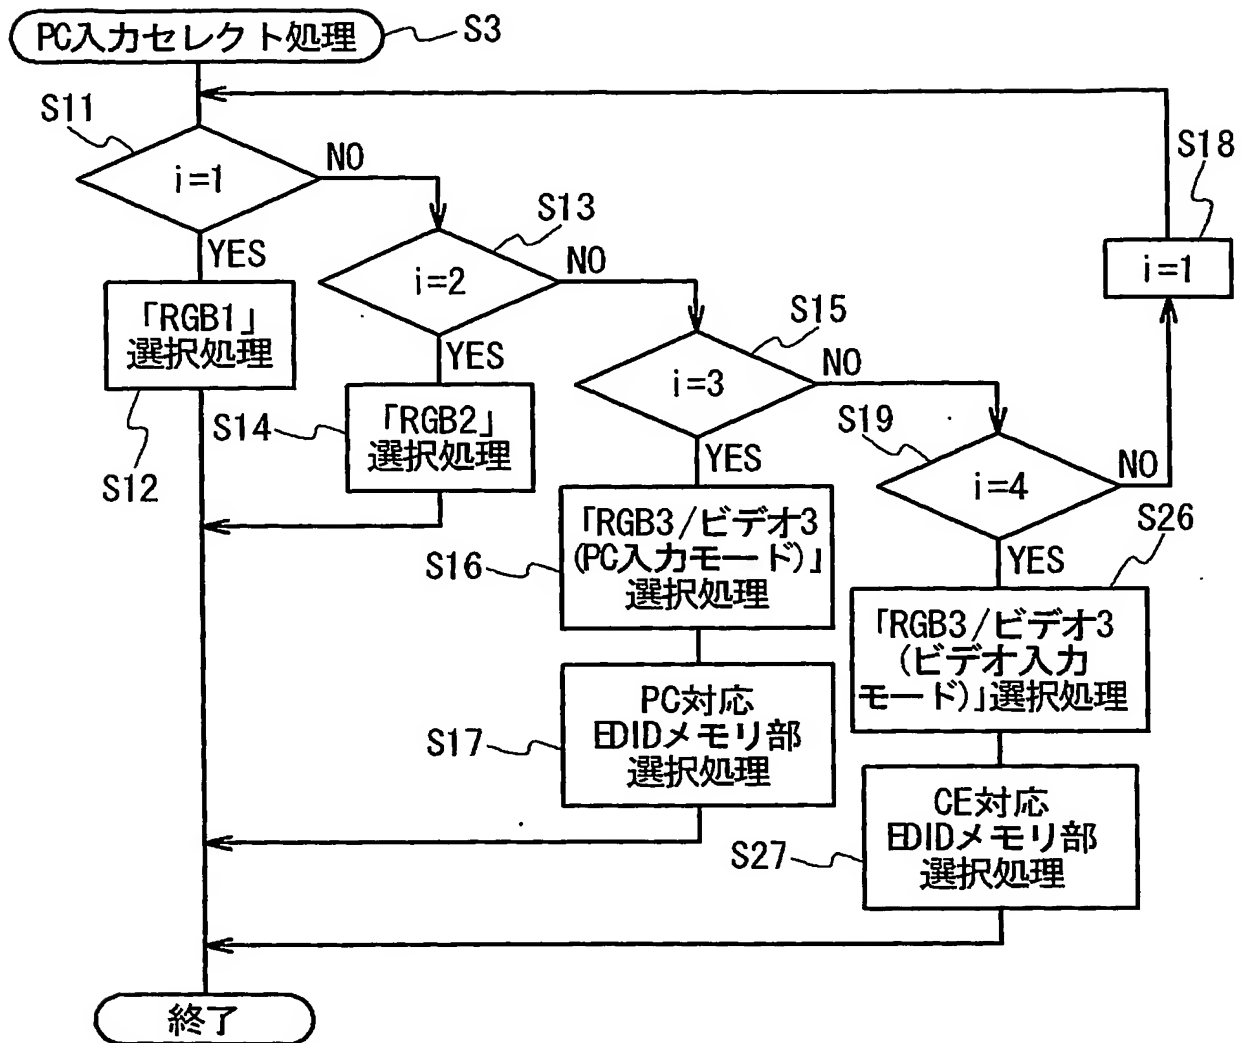 PC入力セレクト処理
S3
S11
i=1
NO
YES
S18
i=1
S13
i=2
NO
YES
「RGB1」
選択処理
S12
S15
i=3
NO
YES
S14
「RGB2」
選択処理
S19
i=4
NO
YES
S16
「RGB3/ビデオ3
(PC入力モード)」
選択処理
S26
「RGB3/ビデオ3
(ビデオ入力
モード)」選択処理
S17
PC対応
EDIDメモリ部
選択処理
S27
CE対応
EDIDメモリ部
選択処理
終了